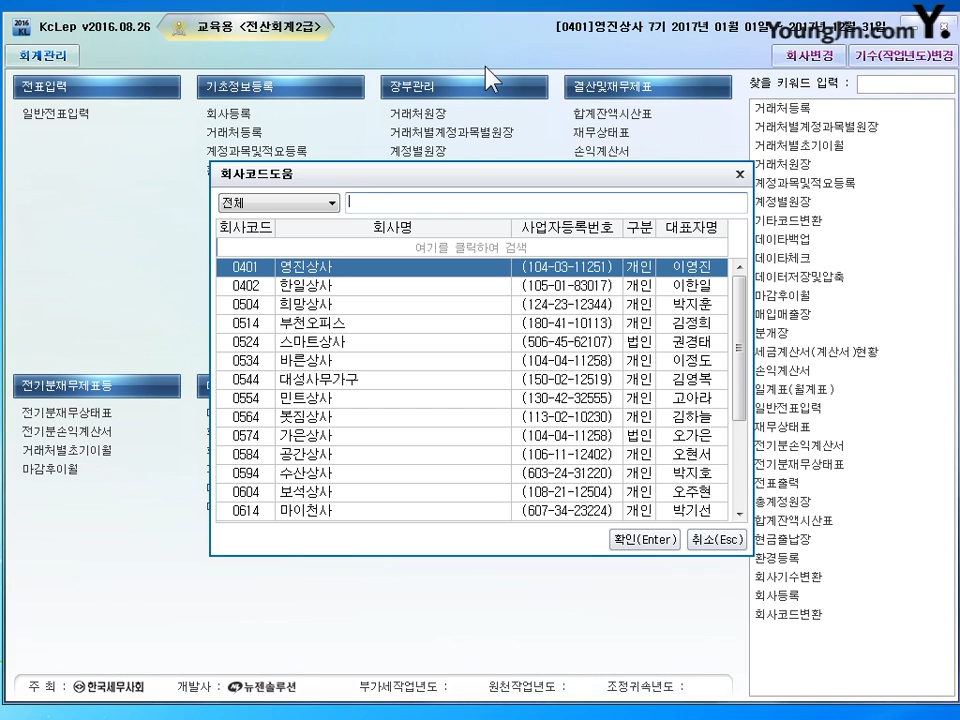 2016 KL KcLep v2016.08.26 교육용 <전산회계2급> [0401]영진상사 7기 2017년 01월 01일~ 2017년 12월 31일
YoungJin.com Y.
회계관리 회사변경 기수(작업년도)변경
전표입력 기초정보등록 장부관리 결산및재무제표 찾을 키워드 입력 :
일반전표입력 회사등록 거래처원장 합계잔액시산표
거래처등록 거래처별계정과목별원장 재무상태표
계정과목및적요등록 계정별원장 손익계산서
회사코드도움 x
전체
회사코드 회사명 사업자등록번호 구분 대표자명
여기를 클릭하여 검색
0401 영진상사 (104-03-11251) 개인 이영진
0402 한일상사 (105-01-83017) 개인 이한일
0504 희망상사 (124-23-12344) 개인 박지훈
0514 부천오피스 (180-41-10113) 개인 김정희
0524 스마트상사 (506-45-62107) 법인 권경태
0534 바른상사 (104-04-11258) 개인 이정도
0544 대성사무가구 (150-02-12519) 개인 김영복
0554 민트상사 (130-42-32555) 개인 고아라
0564 봇짐상사 (113-02-10230) 개인 김하늘
0574 가은상사 (104-04-11258) 법인 오가은
0584 공간상사 (106-11-12402) 개인 오현서
0594 수산상사 (603-24-31220) 개인 박지호
0604 보석상사 (108-21-12504) 개인 오주현
0614 마이천사 (607-34-23224) 개인 박기선
확인(Enter) 취소(Esc)
전기분재무제표등
전기분재무상태표
전기분손익계산서
거래처별초기이월
마감후이월
거래처등록
거래처별계정과목별원장
거래처별초기이월
거래처원장
계정과목및적요등록
계정별원장
기타코드변환
데이타백업
데이타체크
데이터저장및압축
마감후이월
매입매출장
분개장
세금계산서(계산서)현황
손익계산서
일계표(월계표)
일반전표입력
재무상태표
전기분손익계산서
전기분재무상태표
전표출력
총계정원장
합계잔액시산표
현금출납장
환경등록
회사기수변환
회사등록
회사코드변환
주 최 : 한국세무사회 개발사 : 뉴젠솔루션 부가세작업년도 : 원천작업년도 : 조정귀속년도 :